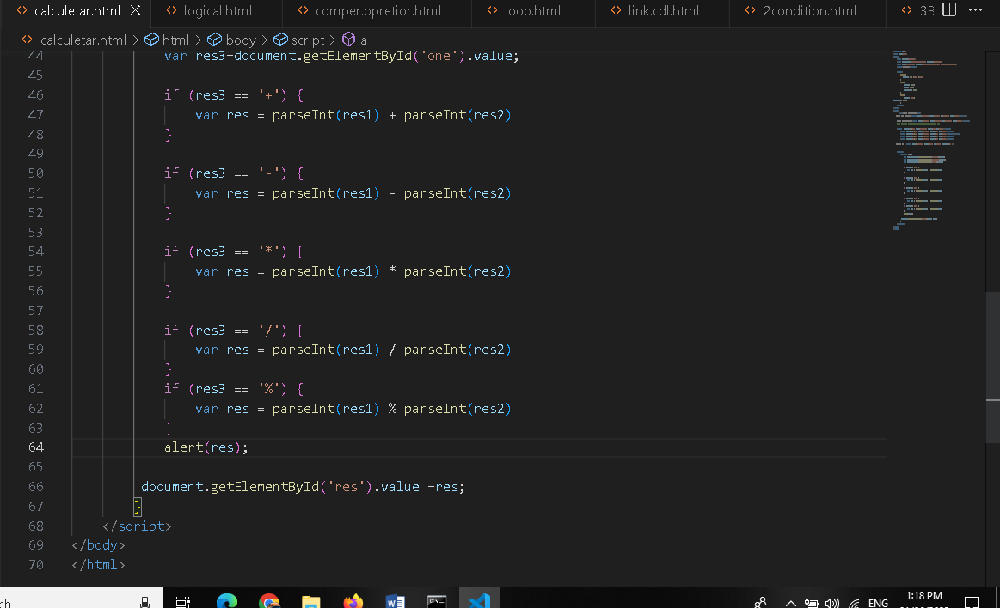 calculetar.html logical.html comper.opretior.html loop.html link.cdl.html 2condition.html 3B
calculetar.html > html > body > script > a
44 var res3=document.getElementById('one').value;
45
46 if (res3 == '+') {
47 var res = parseInt(res1) + parseInt(res2)
48 }
49
50 if (res3 == '-') {
51 var res = parseInt(res1) - parseInt(res2)
52 }
53
54 if (res3 == '*') {
55 var res = parseInt(res1) * parseInt(res2)
56 }
57
58 if (res3 == '/') {
59 var res = parseInt(res1) / parseInt(res2)
60 }
61 if (res3 == '%') {
62 var res = parseInt(res1) % parseInt(res2)
63 }
64 alert(res);
65
66 document.getElementById('res').value =res;
67 }
68 </script>
69 </body>
70 </html>
ch ENG 1:18 PM